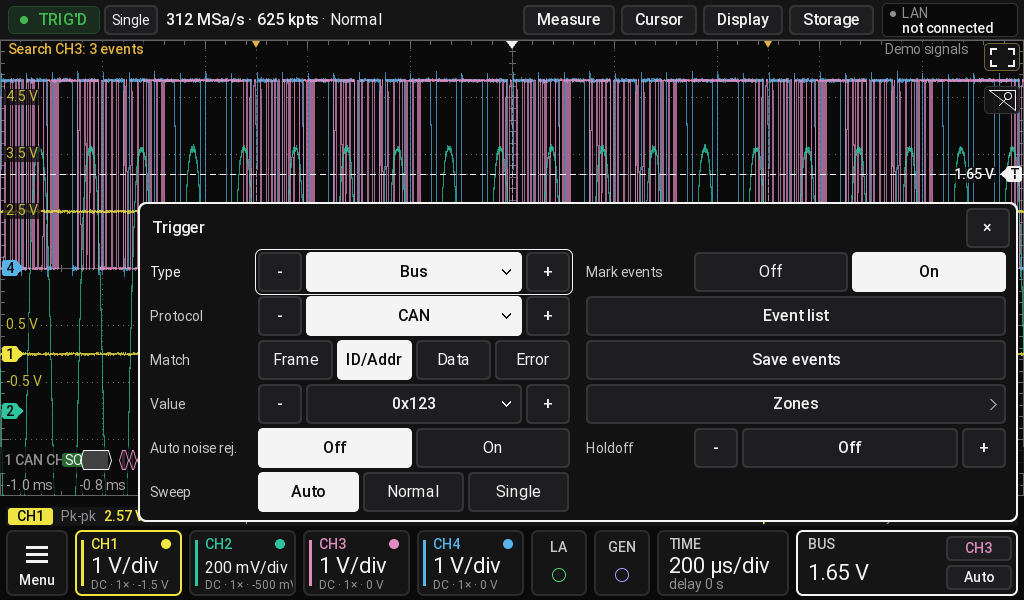 TRIG'D Single 312 MSa/s · 625 kpts · Normal Measure Cursor Display Storage LAN
not connected
Search CH3: 3 events Demo signals
4.5 V
3.5 V
1.65 V T
2.5 V
Trigger ×
4 Type - Bus + Mark events Off On
0.5 V Protocol - CAN + Event list
1 Match Frame ID/Addr Data Error Save events
-0.5 V
2 Value - 0x123 + Zones
Auto noise rej. Off On Holdoff - Off +
1 CAN CH SO
-1.0 ms -0.8 ms Sweep Auto Normal Single
CH1 Pk-pk 2.57 V
Menu
CH1
1 V/div
DC · 1× · -1.5 V
CH2
200 mV/div
DC · 1× · -500 mV
CH3
1 V/div
DC · 1× · 0 V
CH4
1 V/div
DC · 1× · 0 V
LA
GEN
TIME
200 µs/div
delay 0 s
BUS
1.65 V
CH3
Auto